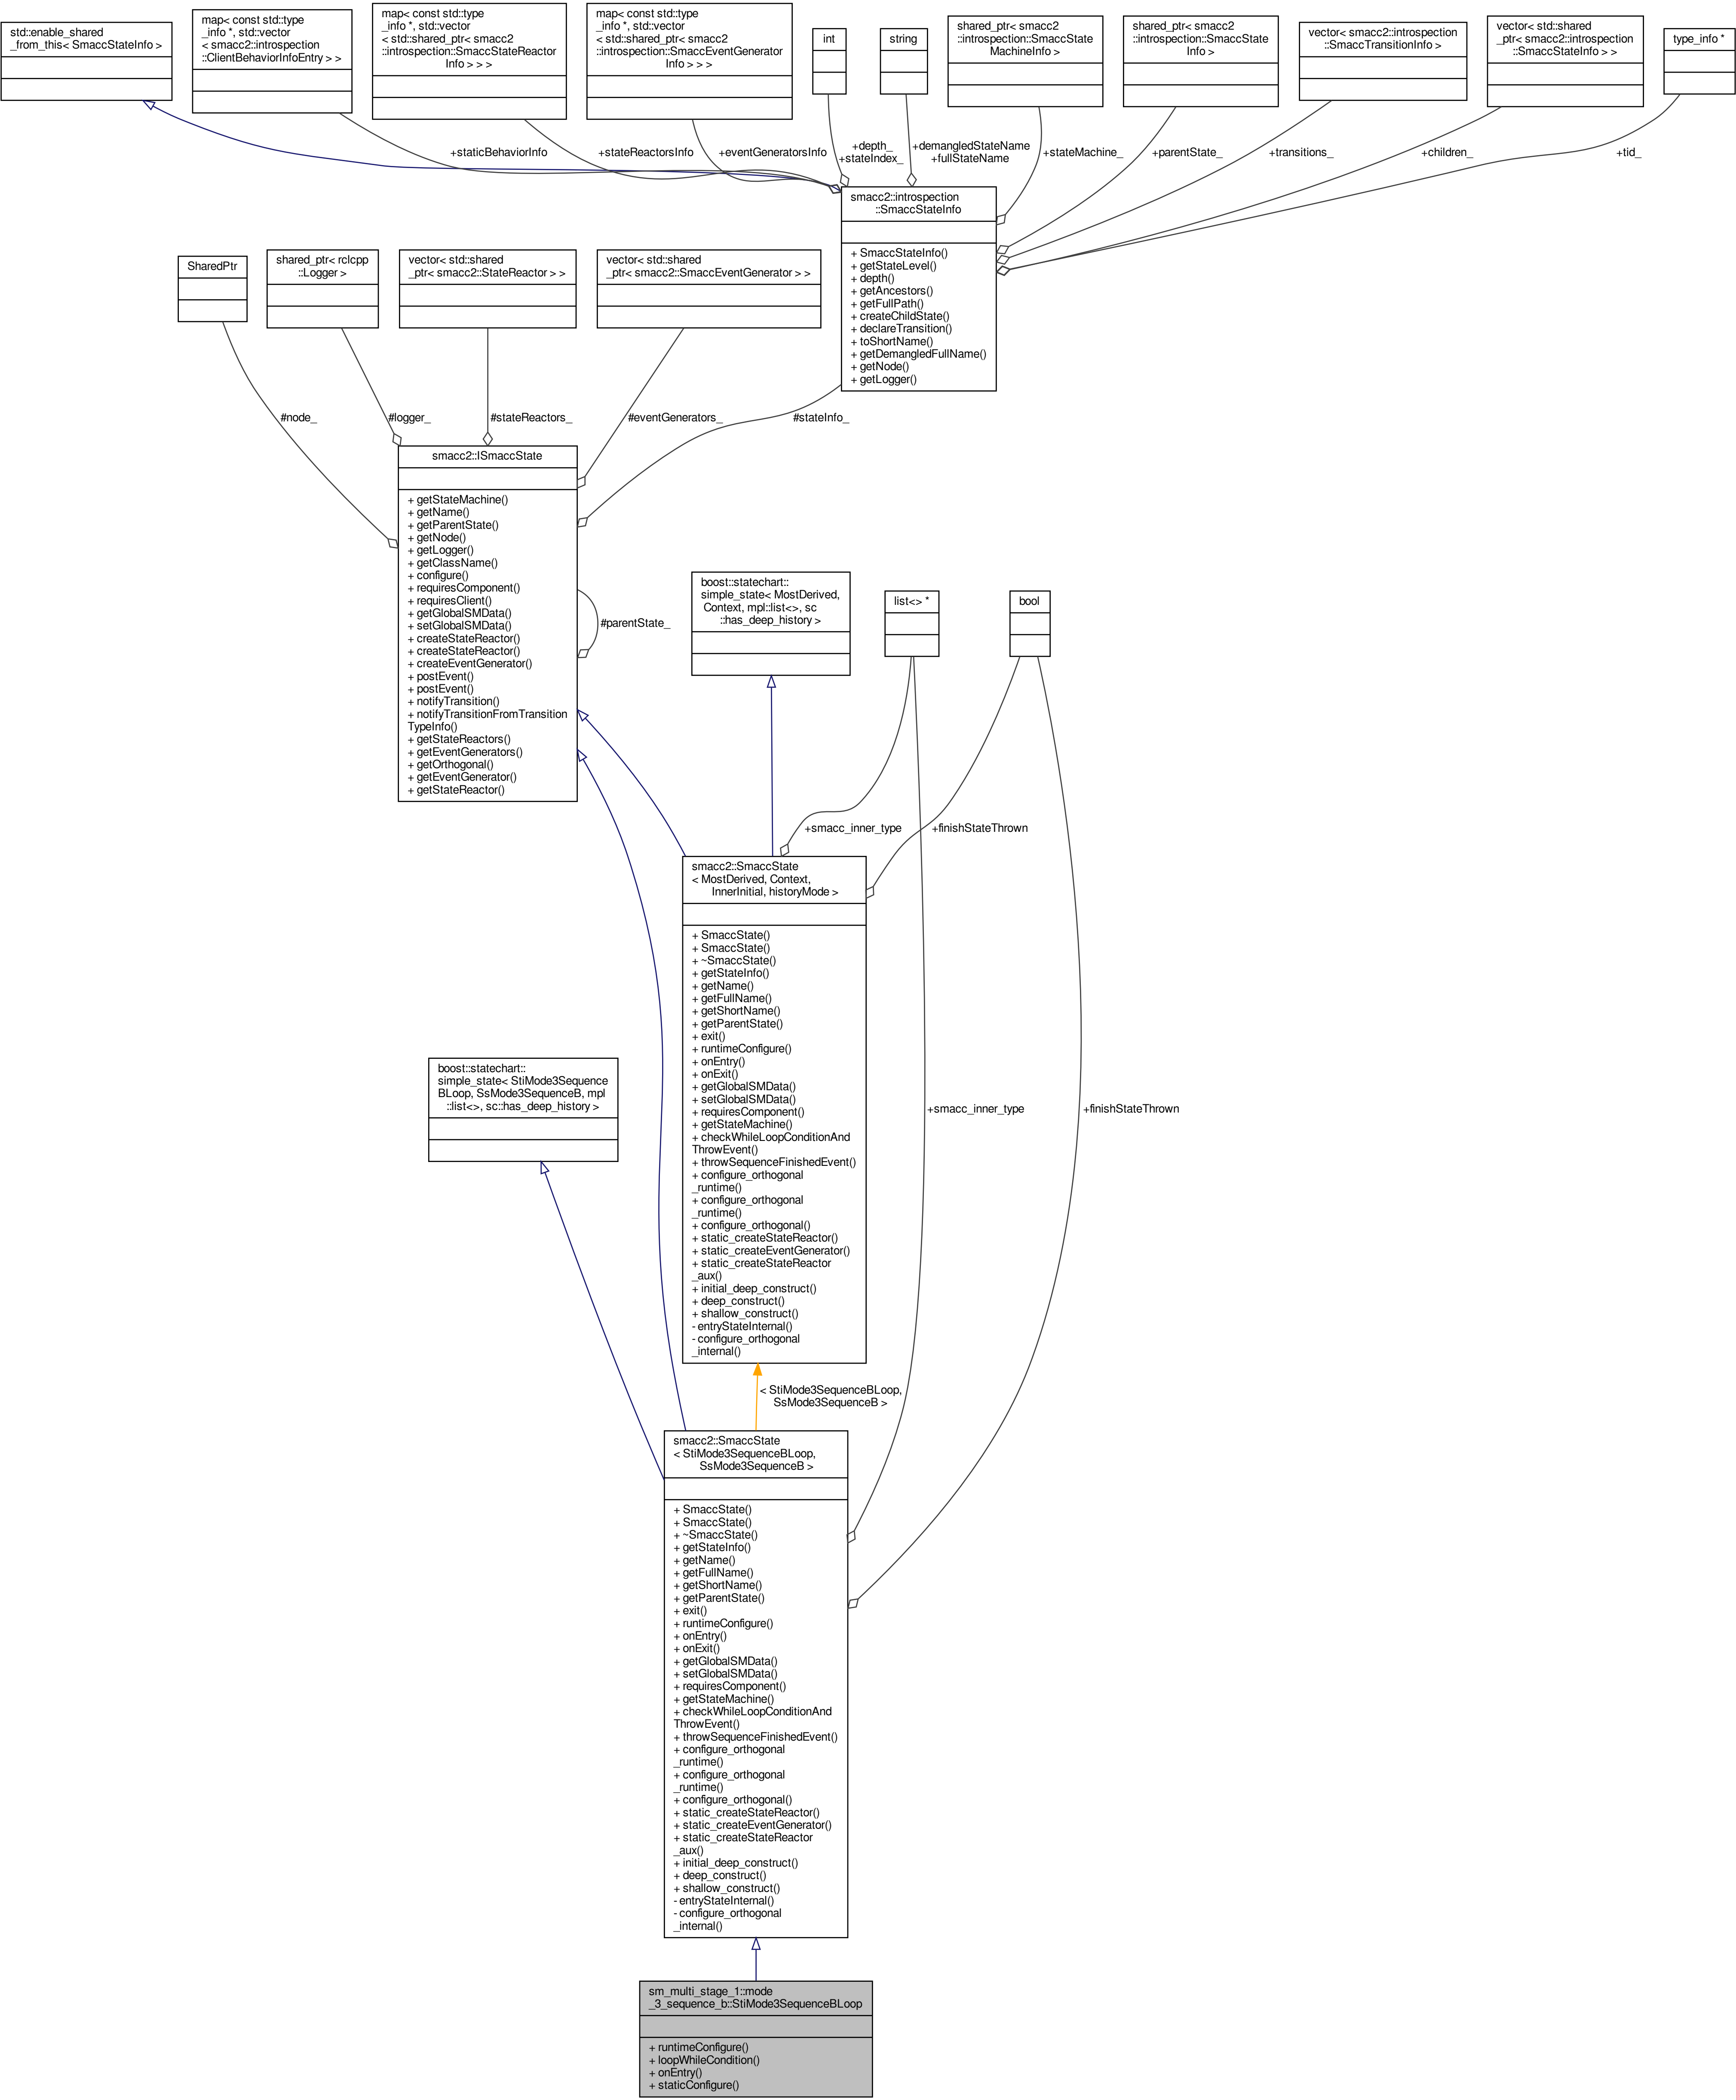 std::enable_shared
_from_this< SmaccStateInfo >
map< const std::type
_info *, std::vector
< smacc2::introspection
::ClientBehaviorInfoEntry > >
map< const std::type
_info *, std::vector
< std::shared_ptr< smacc2
::introspection::SmaccStateReactor
Info > > >
map< const std::type
_info *, std::vector
< std::shared_ptr< smacc2
::introspection::SmaccEventGenerator
Info > > >
int
string
shared_ptr< smacc2
::introspection::SmaccState
MachineInfo >
shared_ptr< smacc2
::introspection::SmaccState
Info >
vector< smacc2::introspection
::SmaccTransitionInfo >
vector< std::shared
_ptr< smacc2::introspection
::SmaccStateInfo > >
type_info *
+staticBehaviorInfo
+stateReactorsInfo
+eventGeneratorsInfo
+depth_
+stateIndex_
+demangledStateName
+fullStateName
+stateMachine_
+parentState_
+transitions_
+children_
+tid_
smacc2::introspection
::SmaccStateInfo
+ SmaccStateInfo()
+ getStateLevel()
+ depth()
+ getAncestors()
+ getFullPath()
+ createChildState()
+ declareTransition()
+ toShortName()
+ getDemangledFullName()
+ getNode()
+ getLogger()
SharedPtr
shared_ptr< rclcpp
::Logger >
vector< std::shared
_ptr< smacc2::StateReactor > >
vector< std::shared
_ptr< smacc2::SmaccEventGenerator > >
#node_
#logger_
#stateReactors_
#eventGenerators_
#stateInfo_
smacc2::ISmaccState
+ getStateMachine()
+ getName()
+ getParentState()
+ getNode()
+ getLogger()
+ getClassName()
+ configure()
+ requiresComponent()
+ requiresClient()
+ getGlobalSMData()
+ setGlobalSMData()
+ createStateReactor()
+ createStateReactor()
+ createEventGenerator()
+ postEvent()
+ postEvent()
+ notifyTransition()
+ notifyTransitionFromTransition
TypeInfo()
+ getStateReactors()
+ getEventGenerators()
+ getOrthogonal()
+ getEventGenerator()
+ getStateReactor()
#parentState_
boost::statechart::
simple_state< MostDerived,
Context, mpl::list<>, sc
::has_deep_history >
list<> *
bool
+smacc_inner_type
+finishStateThrown
smacc2::SmaccState
< MostDerived, Context,
InnerInitial, historyMode >
+ SmaccState()
+ SmaccState()
+ ~SmaccState()
+ getStateInfo()
+ getName()
+ getFullName()
+ getShortName()
+ getParentState()
+ exit()
+ runtimeConfigure()
+ onEntry()
+ onExit()
+ getGlobalSMData()
+ setGlobalSMData()
+ requiresComponent()
+ getStateMachine()
+ checkWhileLoopConditionAnd
ThrowEvent()
+ throwSequenceFinishedEvent()
+ configure_orthogonal
_runtime()
+ configure_orthogonal
_runtime()
+ configure_orthogonal()
+ static_createStateReactor()
+ static_createEventGenerator()
+ static_createStateReactor
_aux()
+ initial_deep_construct()
+ deep_construct()
+ shallow_construct()
- entryStateInternal()
- configure_orthogonal
_internal()
boost::statechart::
simple_state< StiMode3Sequence
BLoop, SsMode3SequenceB, mpl
::list<>, sc::has_deep_history >
+smacc_inner_type
+finishStateThrown
< StiMode3SequenceBLoop,
SsMode3SequenceB >
smacc2::SmaccState
< StiMode3SequenceBLoop,
SsMode3SequenceB >
+ SmaccState()
+ SmaccState()
+ ~SmaccState()
+ getStateInfo()
+ getName()
+ getFullName()
+ getShortName()
+ getParentState()
+ exit()
+ runtimeConfigure()
+ onEntry()
+ onExit()
+ getGlobalSMData()
+ setGlobalSMData()
+ requiresComponent()
+ getStateMachine()
+ checkWhileLoopConditionAnd
ThrowEvent()
+ throwSequenceFinishedEvent()
+ configure_orthogonal
_runtime()
+ configure_orthogonal
_runtime()
+ configure_orthogonal()
+ static_createStateReactor()
+ static_createEventGenerator()
+ static_createStateReactor
_aux()
+ initial_deep_construct()
+ deep_construct()
+ shallow_construct()
- entryStateInternal()
- configure_orthogonal
_internal()
sm_multi_stage_1::mode
_3_sequence_b::StiMode3SequenceBLoop
+ runtimeConfigure()
+ loopWhileCondition()
+ onEntry()
+ staticConfigure()